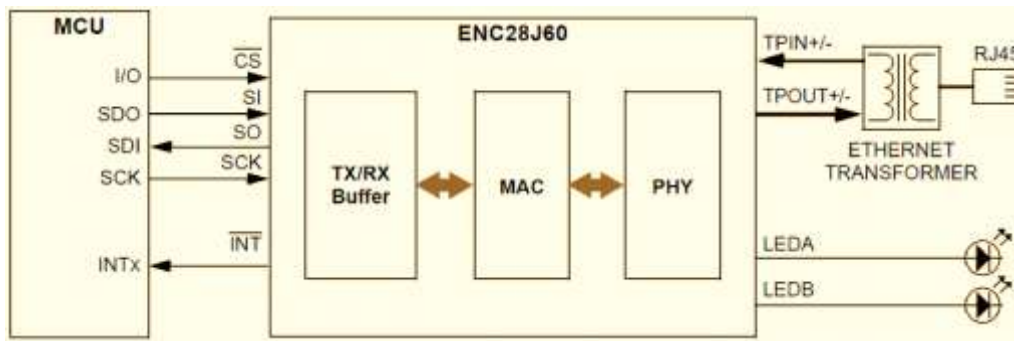 MCU
I/O
SDO
SDI
SCK
INTx
CS
SI
SO
SCK
INT
ENC28J60
TX/RX
Buffer
MAC
PHY
TPIN+/-
TPOUT+/-
RJ45
ETHERNET
TRANSFORMER
LEDA
LEDB